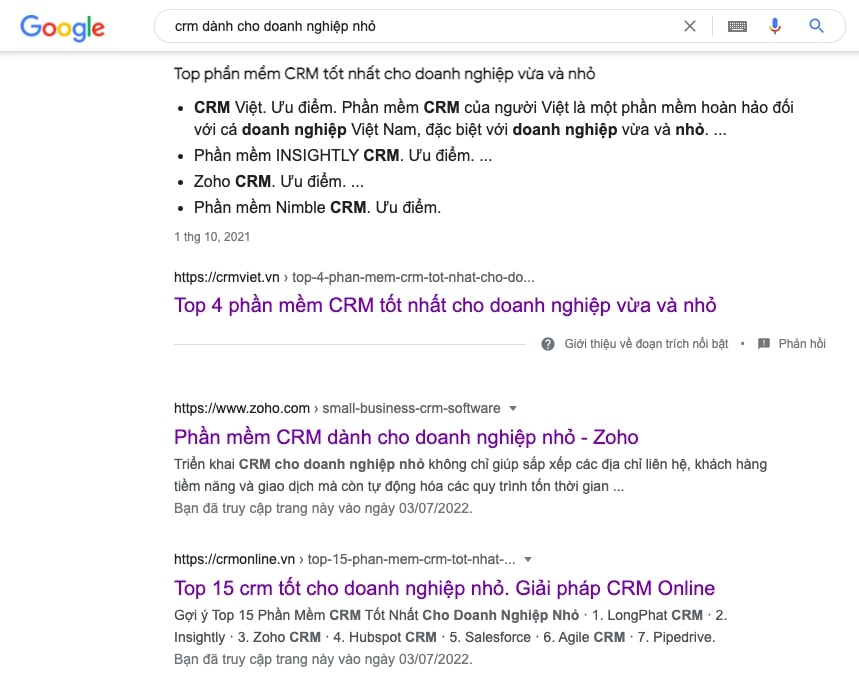 Google
crm dành cho doanh nghiệp nhỏ
Top phần mềm CRM tốt nhất cho doanh nghiệp vừa và nhỏ
• CRM Việt. Ưu điểm. Phần mềm CRM của người Việt là một phần mềm hoàn hảo đối
với cá doanh nghiệp Việt Nam, đặc biệt với doanh nghiệp vừa và nhỏ. ...
• Phần mềm INSIGHTLY CRM. Ưu điểm. ...
• Zoho CRM. Ưu điểm. ...
• Phần mềm Nimble CRM. Ưu điểm.
1 thg 10, 2021
https://crmviet.vn › top-4-phan-mem-crm-tot-nhat-cho-do...
Top 4 phần mềm CRM tốt nhất cho doanh nghiệp vừa và nhỏ
Giới thiệu về đoạn trích nổi bật • Phản hồi
https://www.zoho.com › small-business-crm-software
Phần mềm CRM dành cho doanh nghiệp nhỏ - Zoho
Triển khai CRM cho doanh nghiệp nhỏ không chỉ giúp sắp xếp các địa chỉ liên hệ, khách hàng
tiềm năng và giao dịch mà còn tự động hóa các quy trình tốn thời gian ...
Bạn đã truy cập trang này vào ngày 03/07/2022.
https://crmonline.vn › top-15-phan-mem-crm-tot-nhat-...
Top 15 crm tốt cho doanh nghiệp nhỏ. Giải pháp CRM Online
Gợi ý Top 15 Phần Mềm CRM Tốt Nhất Cho Doanh Nghiệp Nhỏ · 1. LongPhat CRM · 2.
Insightly · 3. Zoho CRM · 4. Hubspot CRM · 5. Salesforce · 6. Agile CRM · 7. Pipedrive.
Bạn đã truy cập trang này vào ngày 03/07/2022.